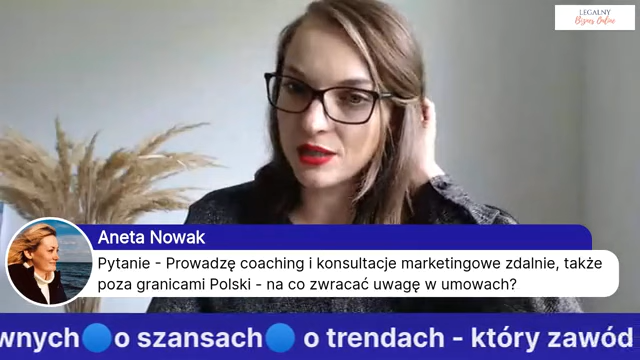 LEGALNY
Biznes Online
Aneta Nowak
Pytanie - Prowadzę coaching i konsultacje marketingowe zdalnie, także
poza granicami Polski - na co zwracać uwagę w umowach?
wnych🔵o szansach🔵 o trendach - który zawód